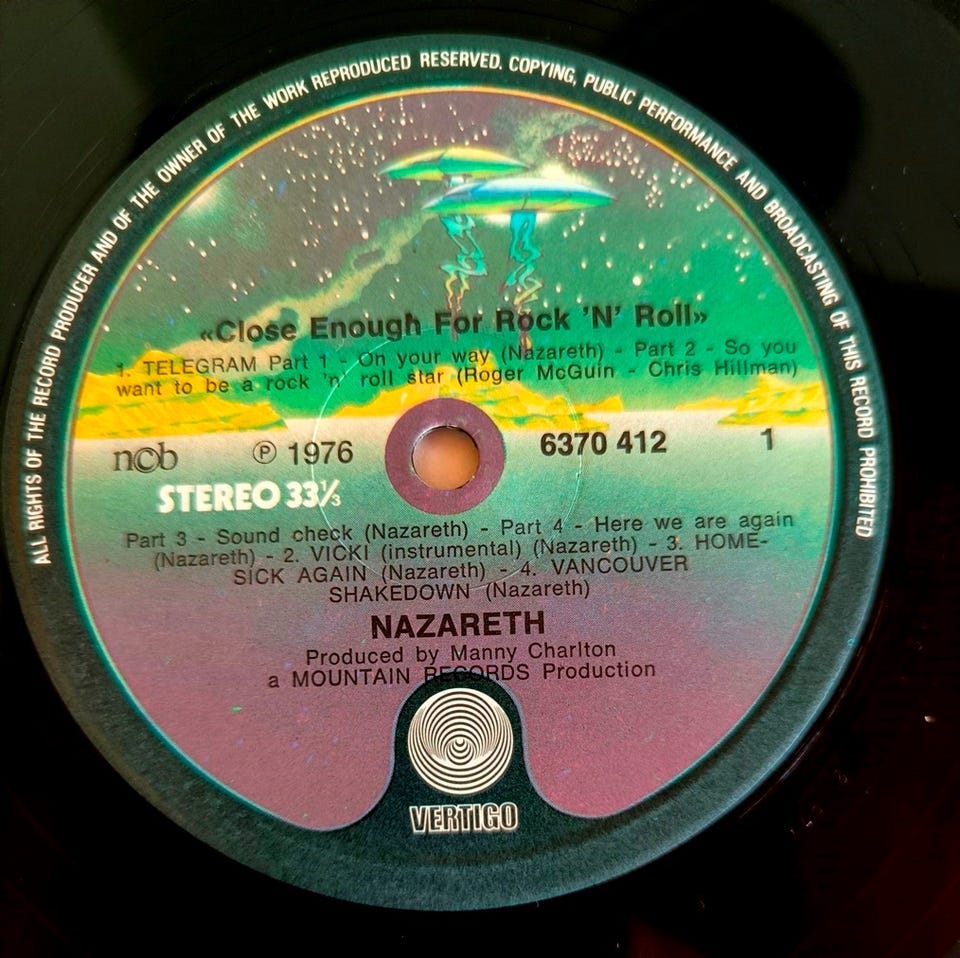 ALL RIGHTS OF THE RECORD PRODUCER AND OF THE OWNER OF THE WORK REPRODUCED RESERVED. COPYING, PUBLIC PERFORMANCE AND BROADCASTING OF THIS RECORD PROHIBITED
«Close Enough For Rock 'N' Roll»
1. TELEGRAM Part 1 - On your way (Nazareth) - Part 2 - So you
want to be a rock 'n' roll star (Roger McGuin - Chris Hillman)
n©b ℗ 1976 6370 412 1
STEREO 33⅓
Part 3 - Sound check (Nazareth) - Part 4 - Here we are again
(Nazareth) - 2. VICKI (instrumental) (Nazareth) - 3. HOME-
SICK AGAIN (Nazareth) - 4. VANCOUVER
SHAKEDOWN (Nazareth)
NAZARETH
Produced by Manny Charlton
a MOUNTAIN RECORDS Production
VERTIGO